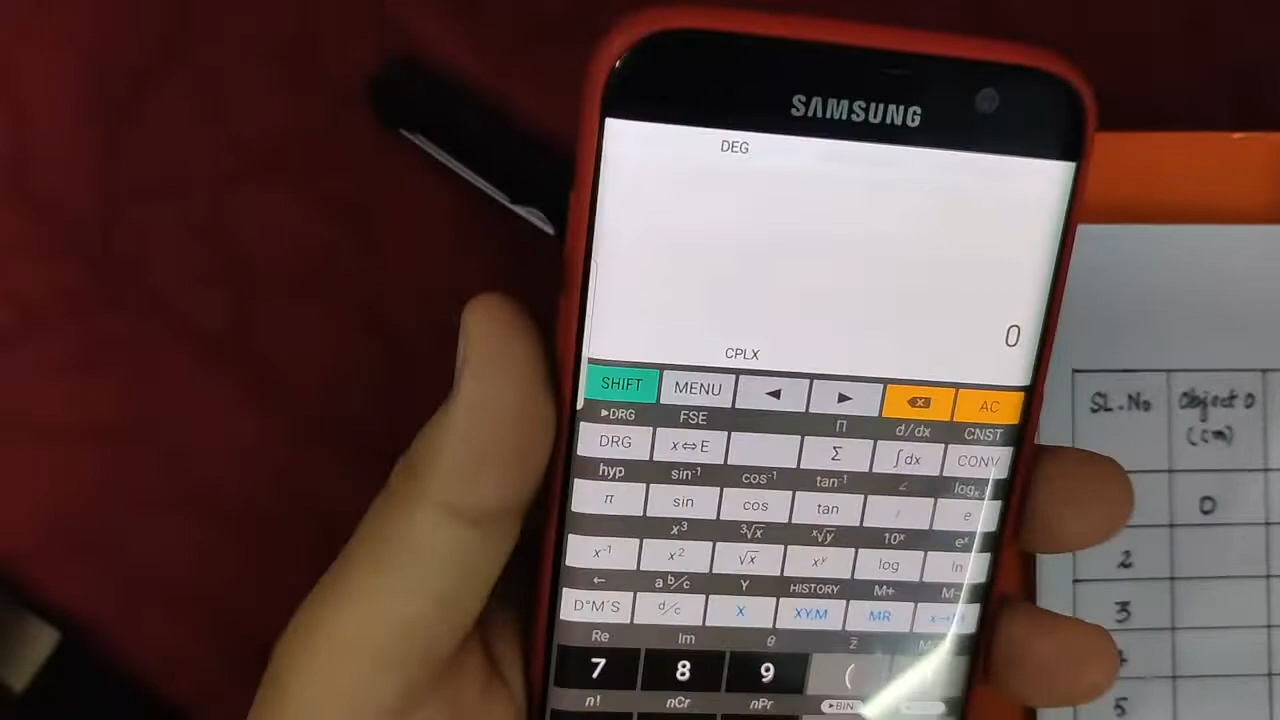 SAMSUNG
DEG
0
CPLX
SHIFT MENU ◄ ► AC
▸DRG FSE Π d/dx CNST
DRG x⇔E Σ ∫dx CONV
hyp sin⁻¹ cos⁻¹ tan⁻¹ ∠
π sin cos tan , e
x³ ³√x ˣ√y 10ˣ eˣ
x⁻¹ x² √x xʸ log ln
← a b/c Y HISTORY M+
D°M'S d/c X X,Y,M MR
Re Im θ z̅
7 8 9 (
n! nCr nPr ▸BIN
SL.No Object D
(cm)
0
2
3
5